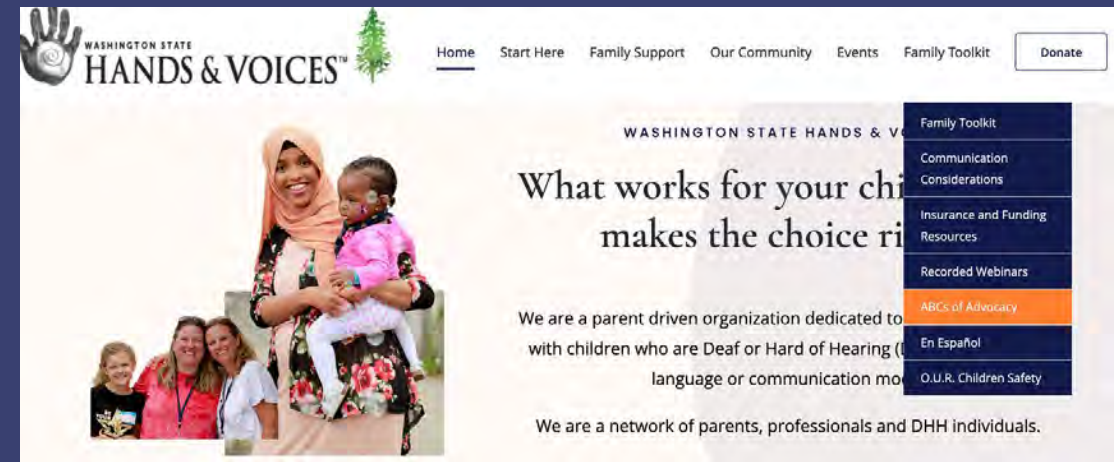 WASHINGTON STATE
HANDS & VOICES™
Home Start Here Family Support Our Community Events Family Toolkit Donate
WASHINGTON STATE HANDS & V
What works for your chi
makes the choice ri
We are a parent driven organization dedicated to
with children who are Deaf or Hard of Hearing (
language or communication mo
We are a network of parents, professionals and DHH individuals.
Family Toolkit
Communication
Considerations
Insurance and Funding
Resources
Recorded Webinars
ABCs of Advocacy
En Español
O.U.R. Children Safety